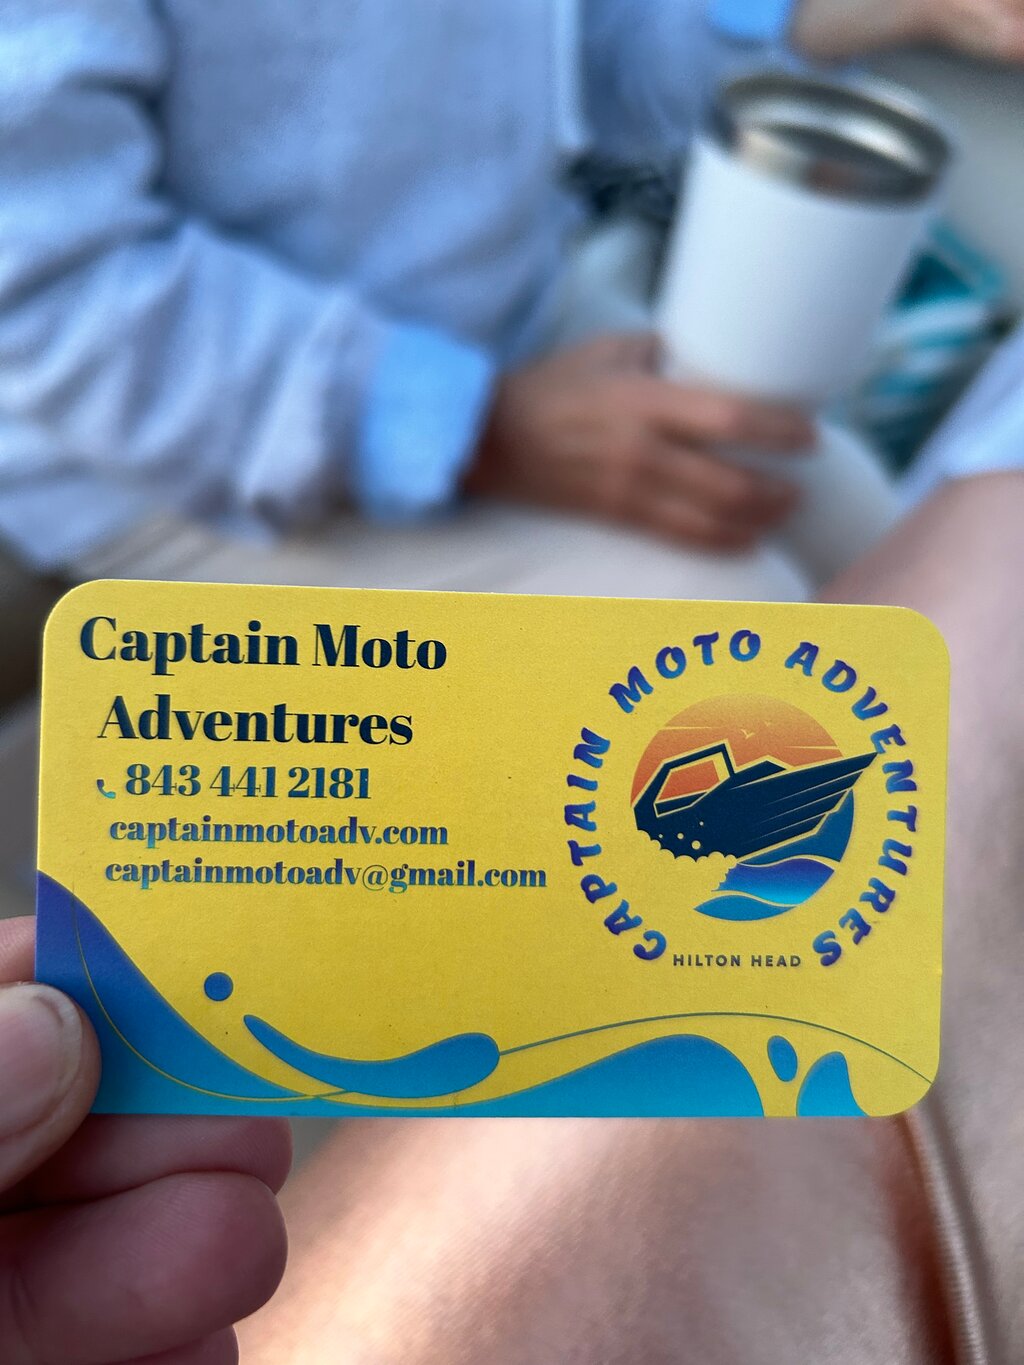 Captain Moto
Adventures
843 441 2181
captainmotoadv.com
captainmotoadv@gmail.com
CAPTAIN MOTO ADVENTURES
HILTON HEAD